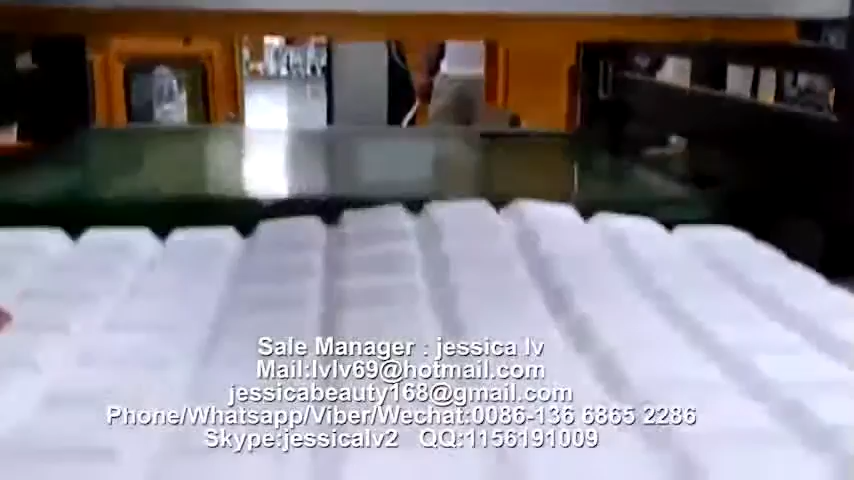 Sale Manager : jessica lv
Mail:lvlv69@hotmail.com
jessicabeauty168@gmail.com
Phone/Whatsapp/Viber/Wechat:0086-136 6865 2286
Skype:jessicalv2 QQ:1156191009